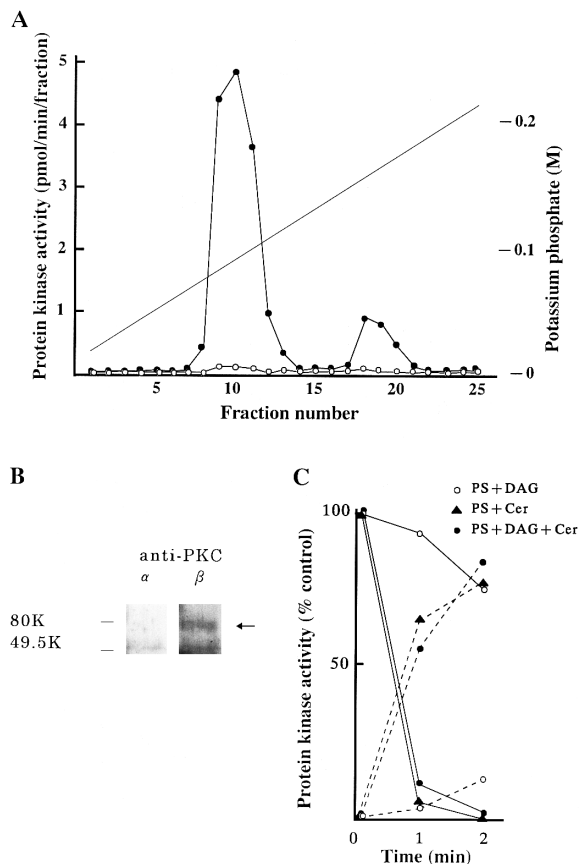 A
Protein kinase activity (pmol/min/fraction)
5
4
3
2
1
5
10
15
20
25
Fraction number
0.2
0.1
0
Potassium phosphate (M)
B
anti-PKC
α β
80K
49.5K
C
PS+DAG
PS+Cer
PS+DAG+Cer
Protein kinase activity (% control)
100
50
0 1 2
Time (min)